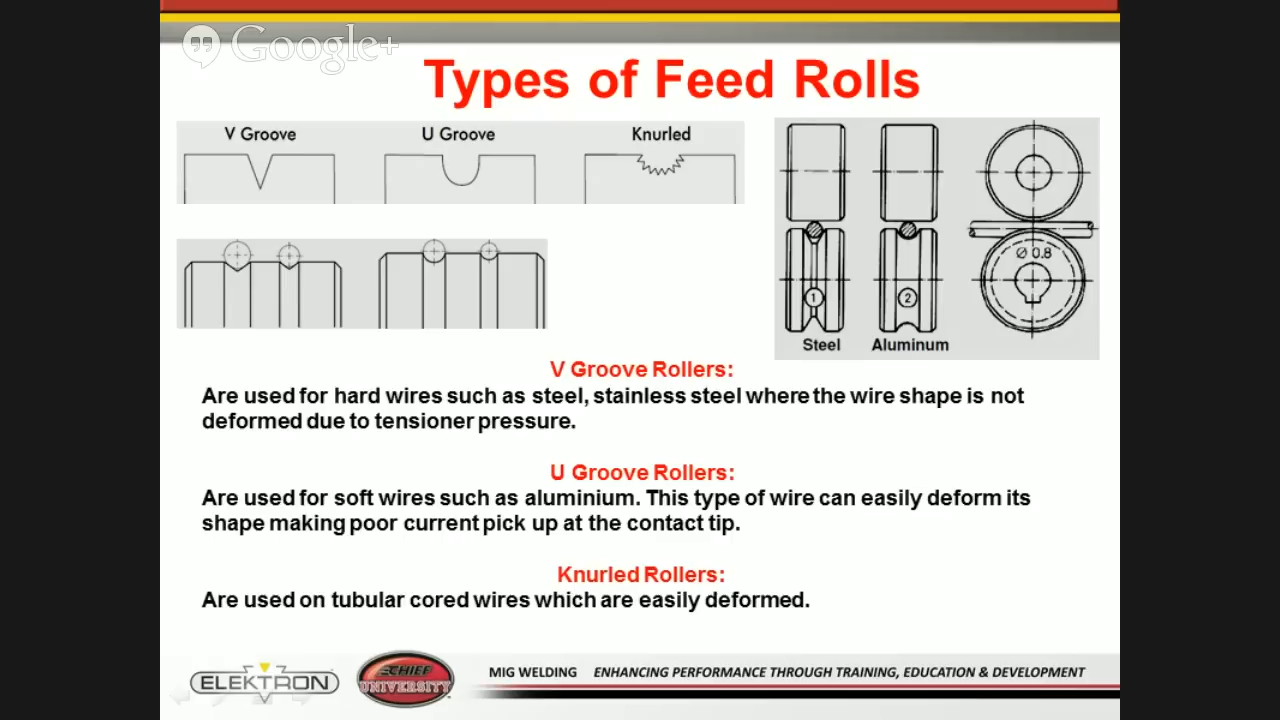 Google+
Types of Feed Rolls
V Groove
U Groove
Knurled
Ø 0.8
1
2
Steel
Aluminum
V Groove Rollers:
Are used for hard wires such as steel, stainless steel where the wire shape is not
deformed due to tensioner pressure.
U Groove Rollers:
Are used for soft wires such as aluminium. This type of wire can easily deform its
shape making poor current pick up at the contact tip.
Knurled Rollers:
Are used on tubular cored wires which are easily deformed.
ELEKTRON
CHIEF
UNIVERSITY
MIG WELDING ENHANCING PERFORMANCE THROUGH TRAINING, EDUCATION & DEVELOPMENT